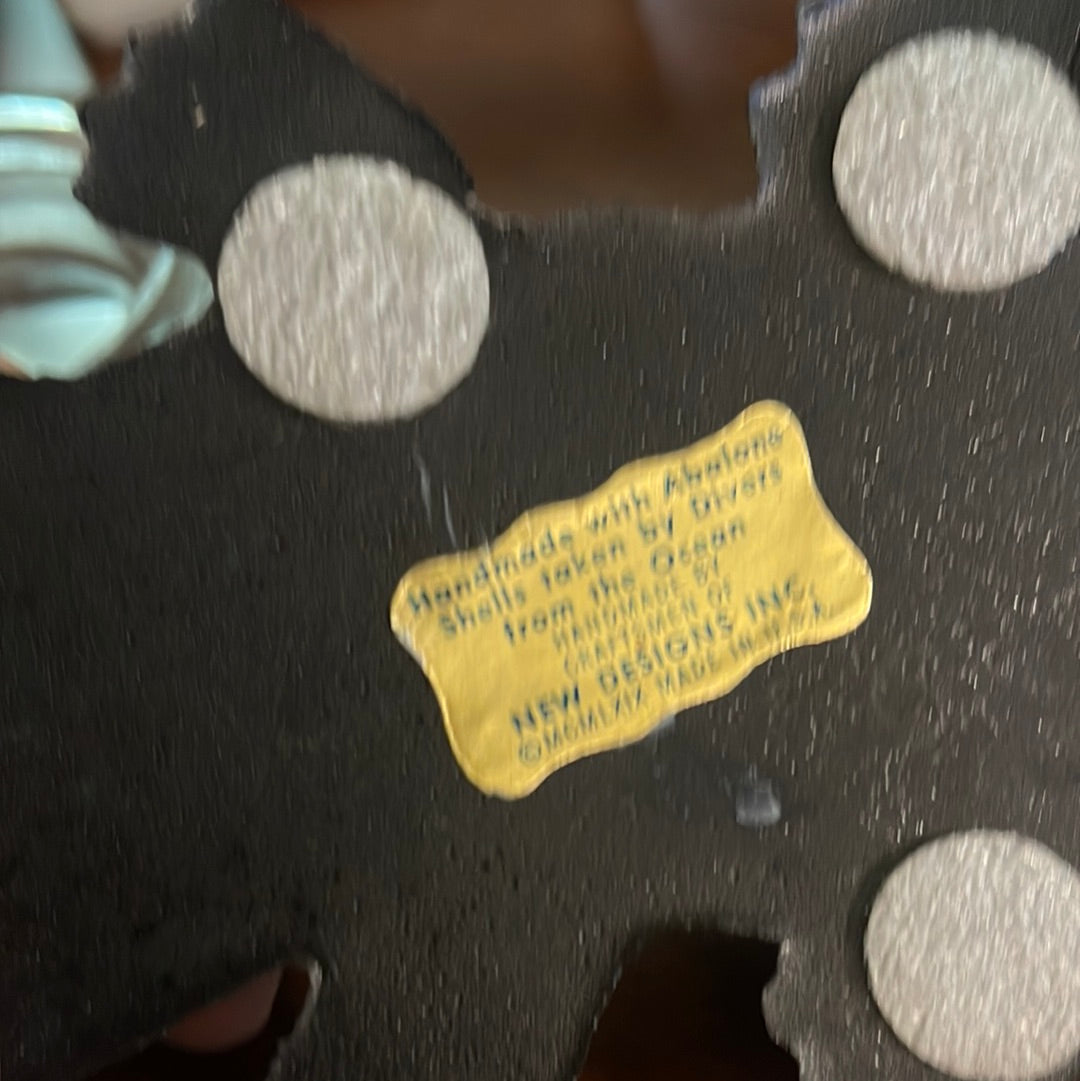 Handmade with Abalone
Shells taken by Divers
from the Ocean
HANDMADE BY
CRAFTSMEN OF
NEW DESIGNS INC.
©MCMLXIX MADE IN U.S.A.